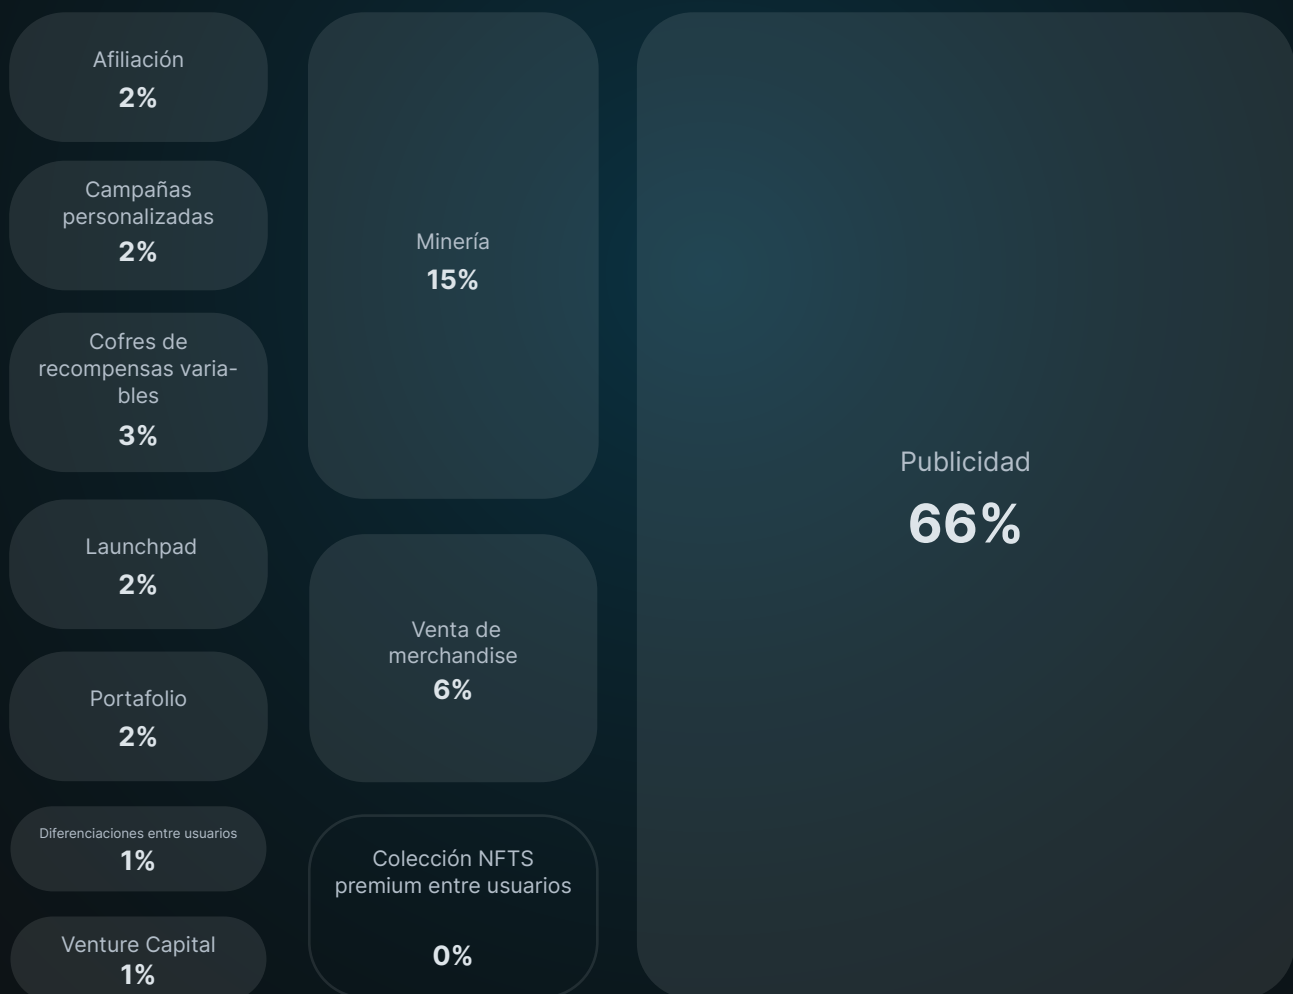 Afiliación
2%
Campañas
personalizadas
2%
Cofres de
recompensas varia-
bles
3%
Launchpad
2%
Portafolio
2%
Diferenciaciones entre usuarios
1%
Venture Capital
1%
Minería
15%
Venta de
merchandise
6%
Colección NFTS
premium entre usuarios
0%
Publicidad
66%